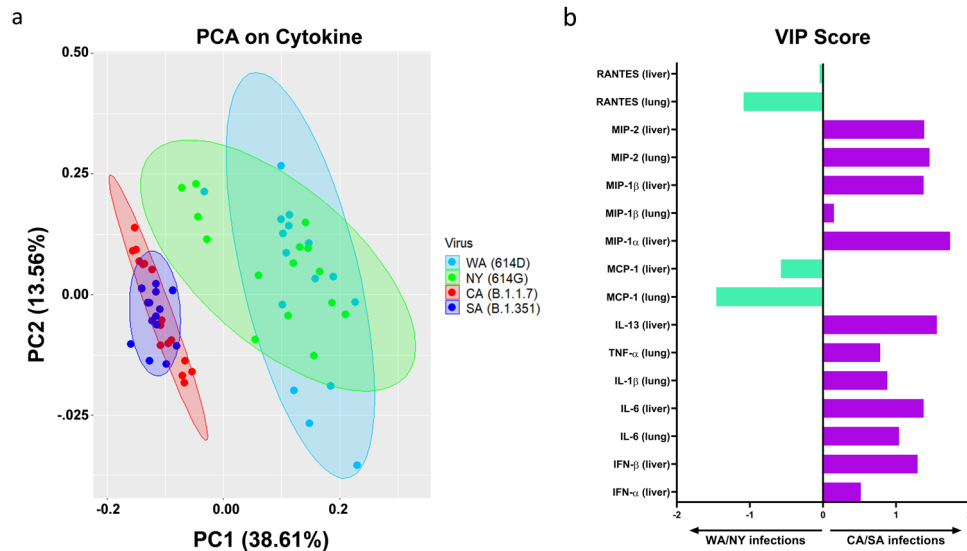 a
PCA on Cytokine
0.50
0.25
0.00
-.025
-0.2
0.00
0.2
PC2 (13.56%)
PC1 (38.61%)
Virus
WA (614D)
NY (614G)
CA (B.1.1.7)
SA (B.1.351)
b
VIP Score
RANTES (liver)
RANTES (lung)
MIP-2 (liver)
MIP-2 (lung)
MIP-1β (liver)
MIP-1β (lung)
MIP-1α (liver)
MCP-1 (liver)
MCP-1 (lung)
IL-13 (liver)
TNF-α (lung)
IL-1β (lung)
IL-6 (liver)
IL-6 (lung)
IFN-β (liver)
IFN-α (liver)
-2
-1
0
1
2
WA/NY infections
CA/SA infections